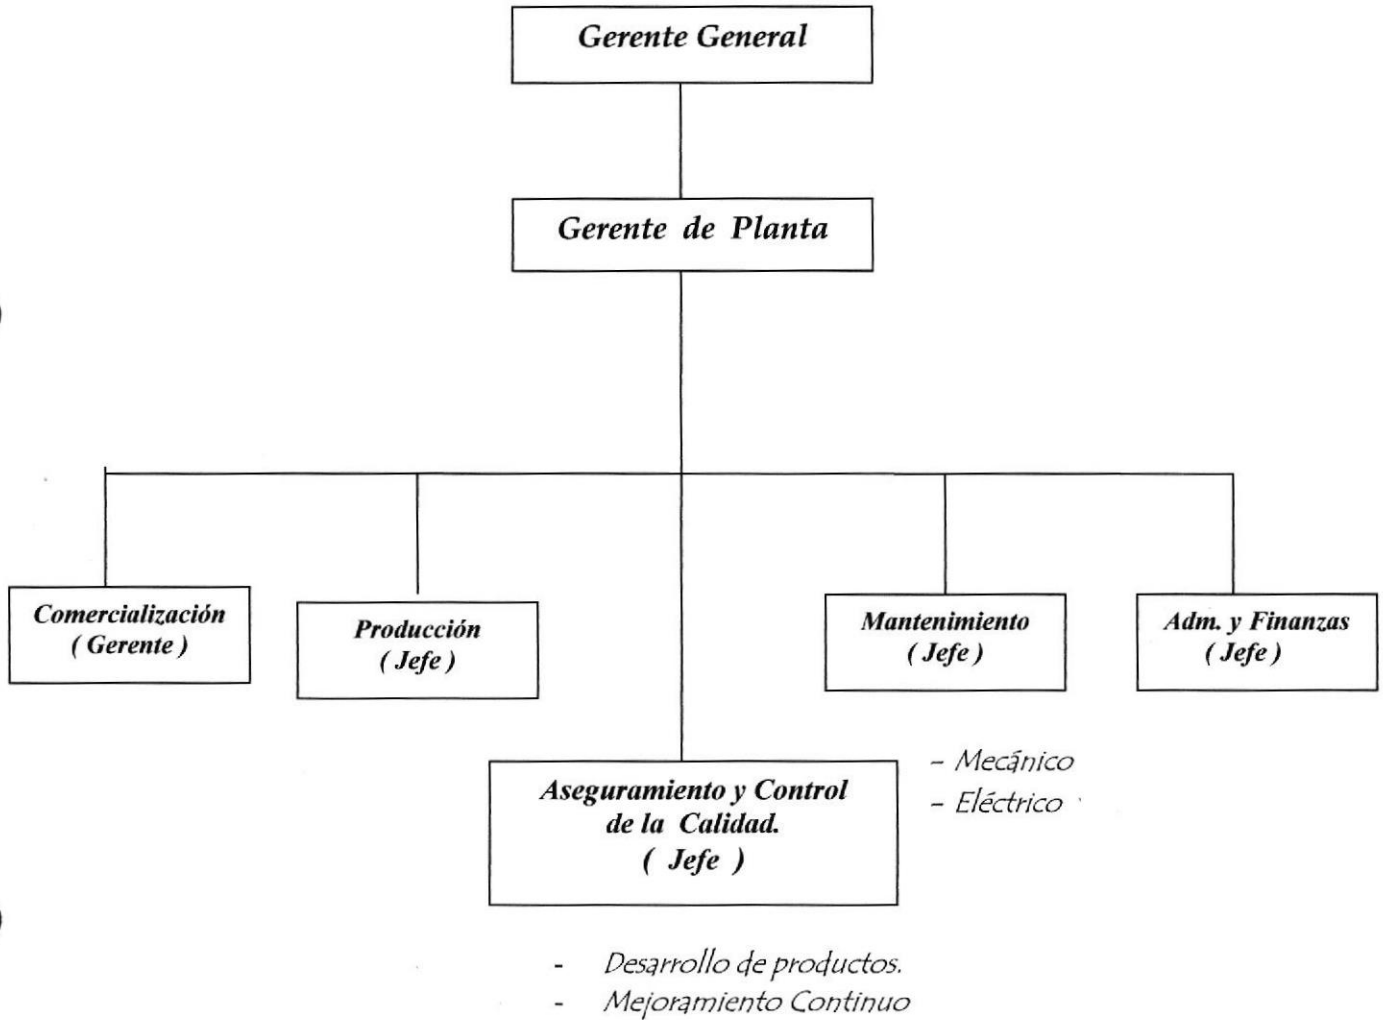 Gerente General
Gerente de Planta
Comercialización
( Gerente )
Producción
( Jefe )
Mantenimiento
( Jefe )
Adm. y Finanzas
( Jefe )
- Mecánico
- Eléctrico
Aseguramiento y Control
de la Calidad.
( Jefe )
- Desarrollo de productos.
- Mejoramiento Continuo